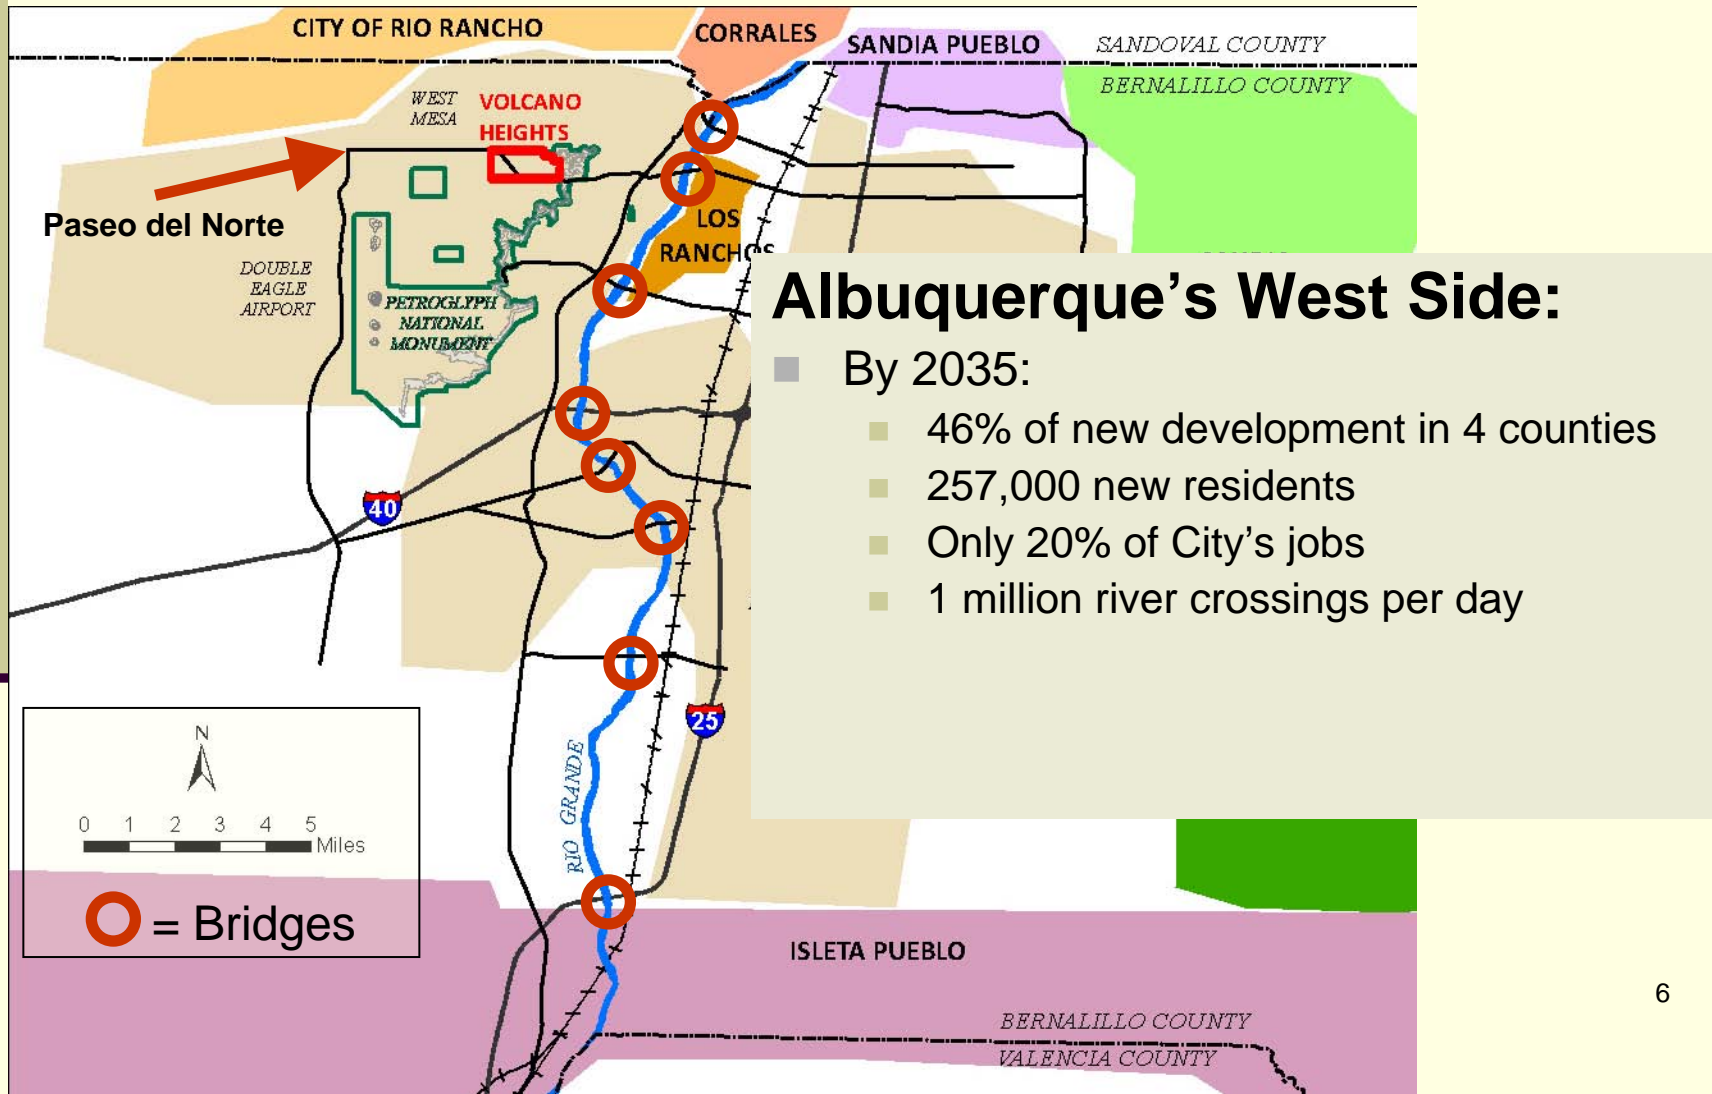 CITY OF RIO RANCHO
CORRALES
SANDIA PUEBLO
SANDOVAL COUNTY
BERNALILLO COUNTY
WEST
MESA
VOLCANO
HEIGHTS
Paseo del Norte
LOS
RANCHOS
DOUBLE
EAGLE
AIRPORT
PETROGLYPH
NATIONAL
MONUMENT
Albuquerque’s West Side:
By 2035:
46% of new development in 4 counties
257,000 new residents
Only 20% of City’s jobs
1 million river crossings per day
40
25
RIO GRANDE
N
0 1 2 3 4 5
Miles
= Bridges
ISLETA PUEBLO
BERNALILLO COUNTY
VALENCIA COUNTY
6